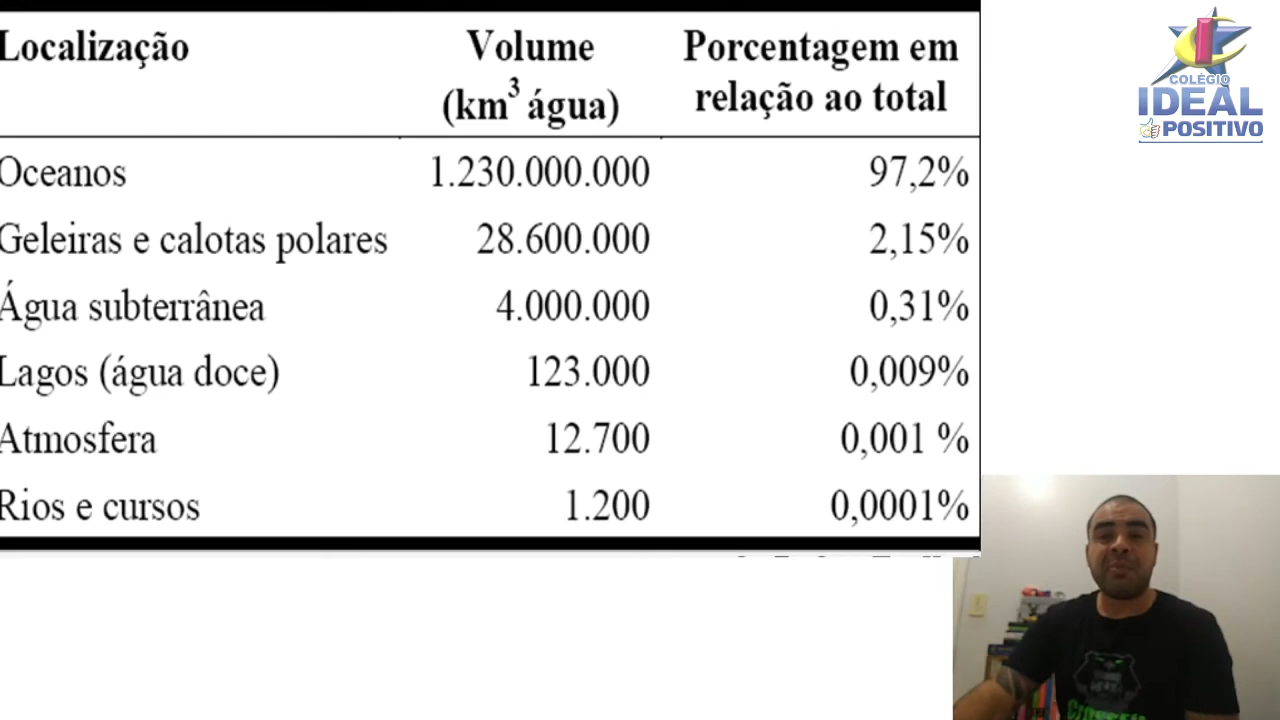 Localização Volume Porcentagem em
(km³ água) relação ao total
Oceanos 1.230.000.000 97,2%
Geleiras e calotas polares 28.600.000 2,15%
Água subterrânea 4.000.000 0,31%
Lagos (água doce) 123.000 0,009%
Atmosfera 12.700 0,001 %
Rios e cursos 1.200 0,0001%
COLÉGIO
IDEAL
POSITIVO